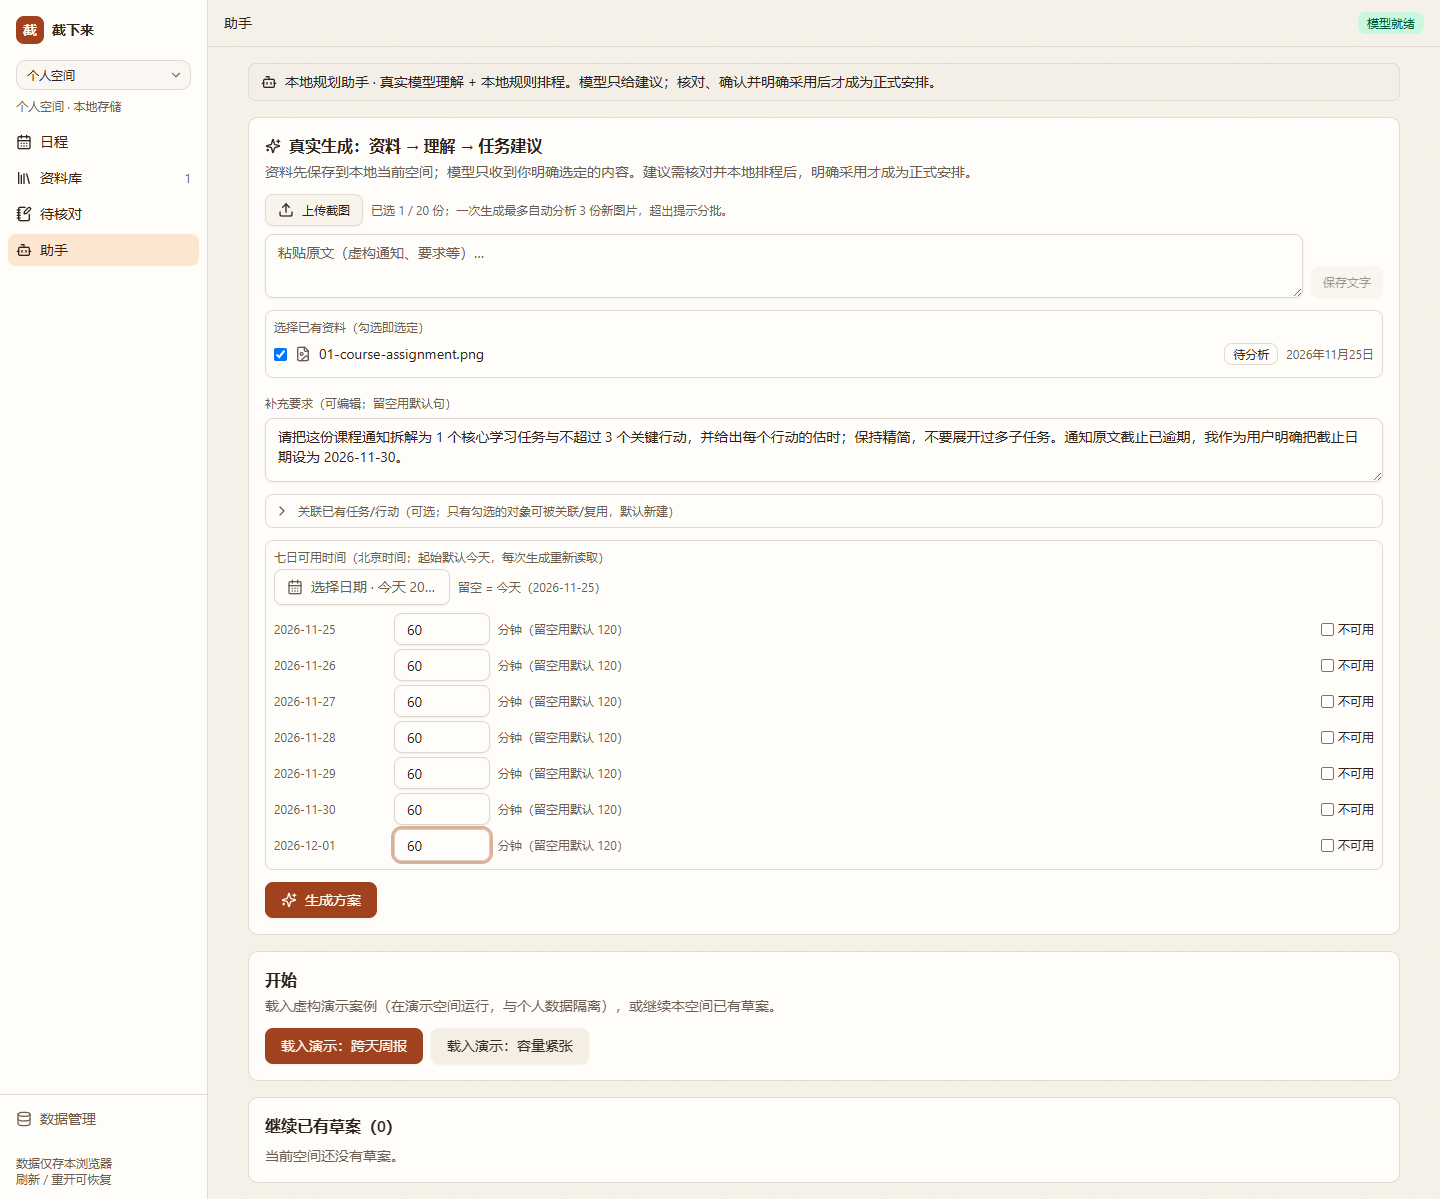 截 截下来
个人空间
个人空间 · 本地存储
日程
资料库 1
待核对
助手
数据管理
数据仅存本浏览器
刷新 / 重开可恢复
助手
模型就绪
本地规划助手 · 真实模型理解 + 本地规则排程。模型只给建议；核对、确认并明确采用后才成为正式安排。
真实生成：资料 → 理解 → 任务建议
资料先保存到本地当前空间；模型只收到你明确选定的内容。建议需核对并本地排程后，明确采用才成为正式安排。
上传截图 已选 1 / 20 份；一次生成最多自动分析 3 份新图片，超出提示分批。
粘贴原文（虚构通知、要求等）...
保存文字
选择已有资料（勾选即选定）
01-course-assignment.png 待分析 2026年11月25日
补充要求（可编辑；留空用默认句）
请把这份课程通知拆解为 1 个核心学习任务与不超过 3 个关键行动，并给出每个行动的估时；保持精简，不要展开过多子任务。通知原文截止已逾期，我作为用户明确把截止日
期设为 2026-11-30。
关联已有任务/行动（可选；只有勾选的对象可被关联/复用，默认新建）
七日可用时间（北京时间；起始默认今天，每次生成重新读取）
选择日期 · 今天 20... 留空 = 今天（2026-11-25）
2026-11-25 60 分钟（留空用默认 120） 不可用
2026-11-26 60 分钟（留空用默认 120） 不可用
2026-11-27 60 分钟（留空用默认 120） 不可用
2026-11-28 60 分钟（留空用默认 120） 不可用
2026-11-29 60 分钟（留空用默认 120） 不可用
2026-11-30 60 分钟（留空用默认 120） 不可用
2026-12-01 60 分钟（留空用默认 120） 不可用
生成方案
开始
载入虚构演示案例（在演示空间运行，与个人数据隔离），或继续本空间已有草案。
载入演示：跨天周报 载入演示：容量紧张
继续已有草案（0）
当前空间还没有草案。